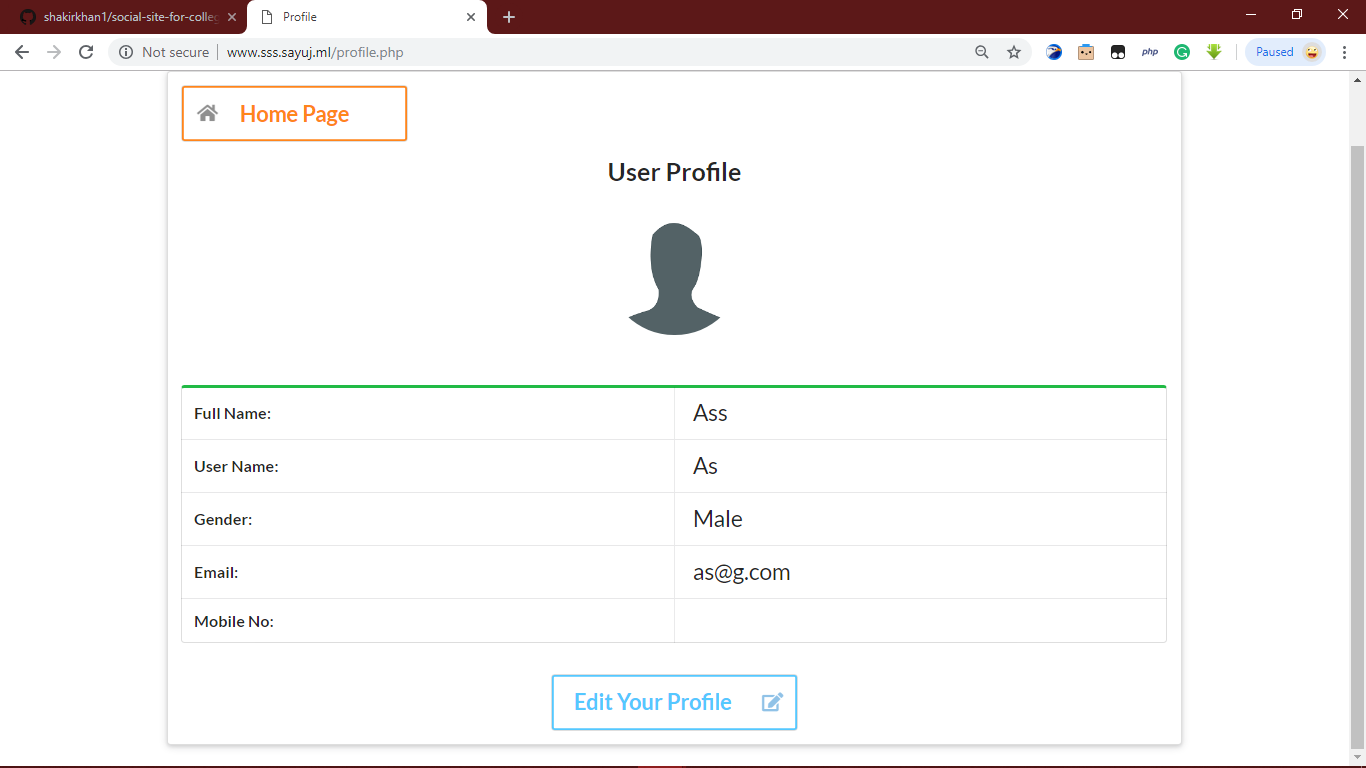 shakirkhan1/social-site-for-colleg
Profile
Not secure
www.sss.sayuj.ml/profile.php
php
Paused
Home Page
User Profile
Full Name: Ass
User Name: As
Gender: Male
Email: as@g.com
Mobile No:
Edit Your Profile